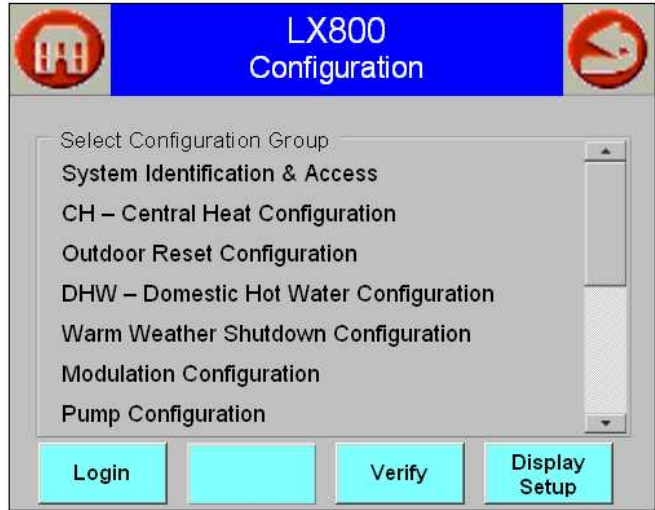 LX800
Configuration
Select Configuration Group
System Identification & Access
CH – Central Heat Configuration
Outdoor Reset Configuration
DHW – Domestic Hot Water Configuration
Warm Weather Shutdown Configuration
Modulation Configuration
Pump Configuration
Login
Verify
Display
Setup